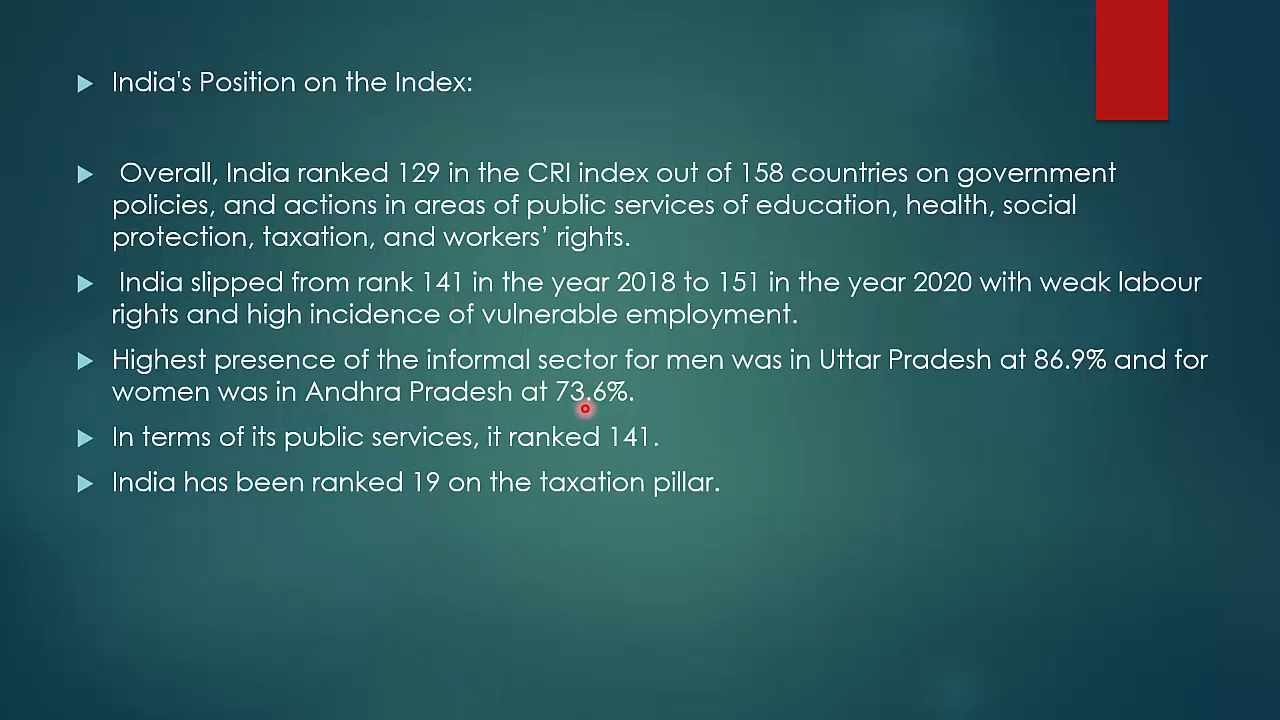 India's Position on the Index:
Overall, India ranked 129 in the CRI index out of 158 countries on government
policies, and actions in areas of public services of education, health, social
protection, taxation, and workers’ rights.
India slipped from rank 141 in the year 2018 to 151 in the year 2020 with weak labour
rights and high incidence of vulnerable employment.
Highest presence of the informal sector for men was in Uttar Pradesh at 86.9% and for
women was in Andhra Pradesh at 73.6%.
In terms of its public services, it ranked 141.
India has been ranked 19 on the taxation pillar.